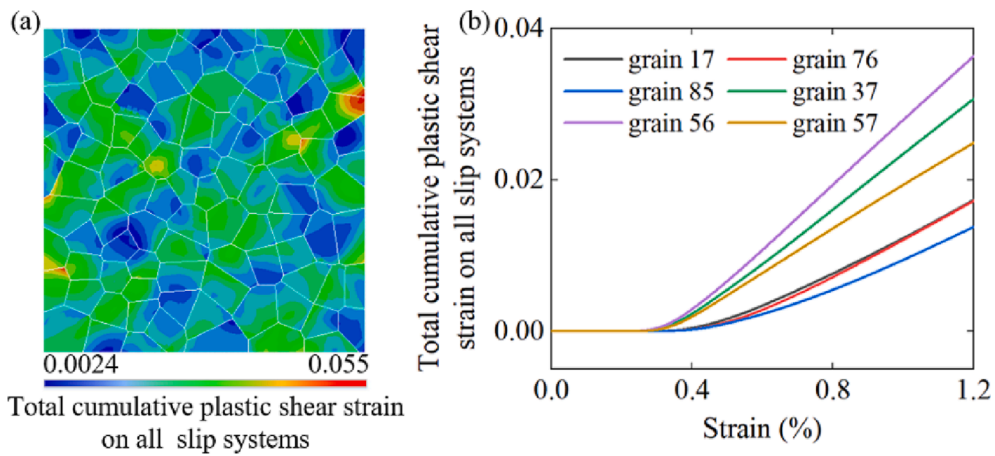 (a)
0.0024 0.055
Total cumulative plastic shear strain
on all slip systems
(b)
Total cumulative plastic shear
strain on all slip systems
0.04
0.02
0.00
grain 17 grain 76
grain 85 grain 37
grain 56 grain 57
0.0 0.4 0.8 1.2
Strain (%)